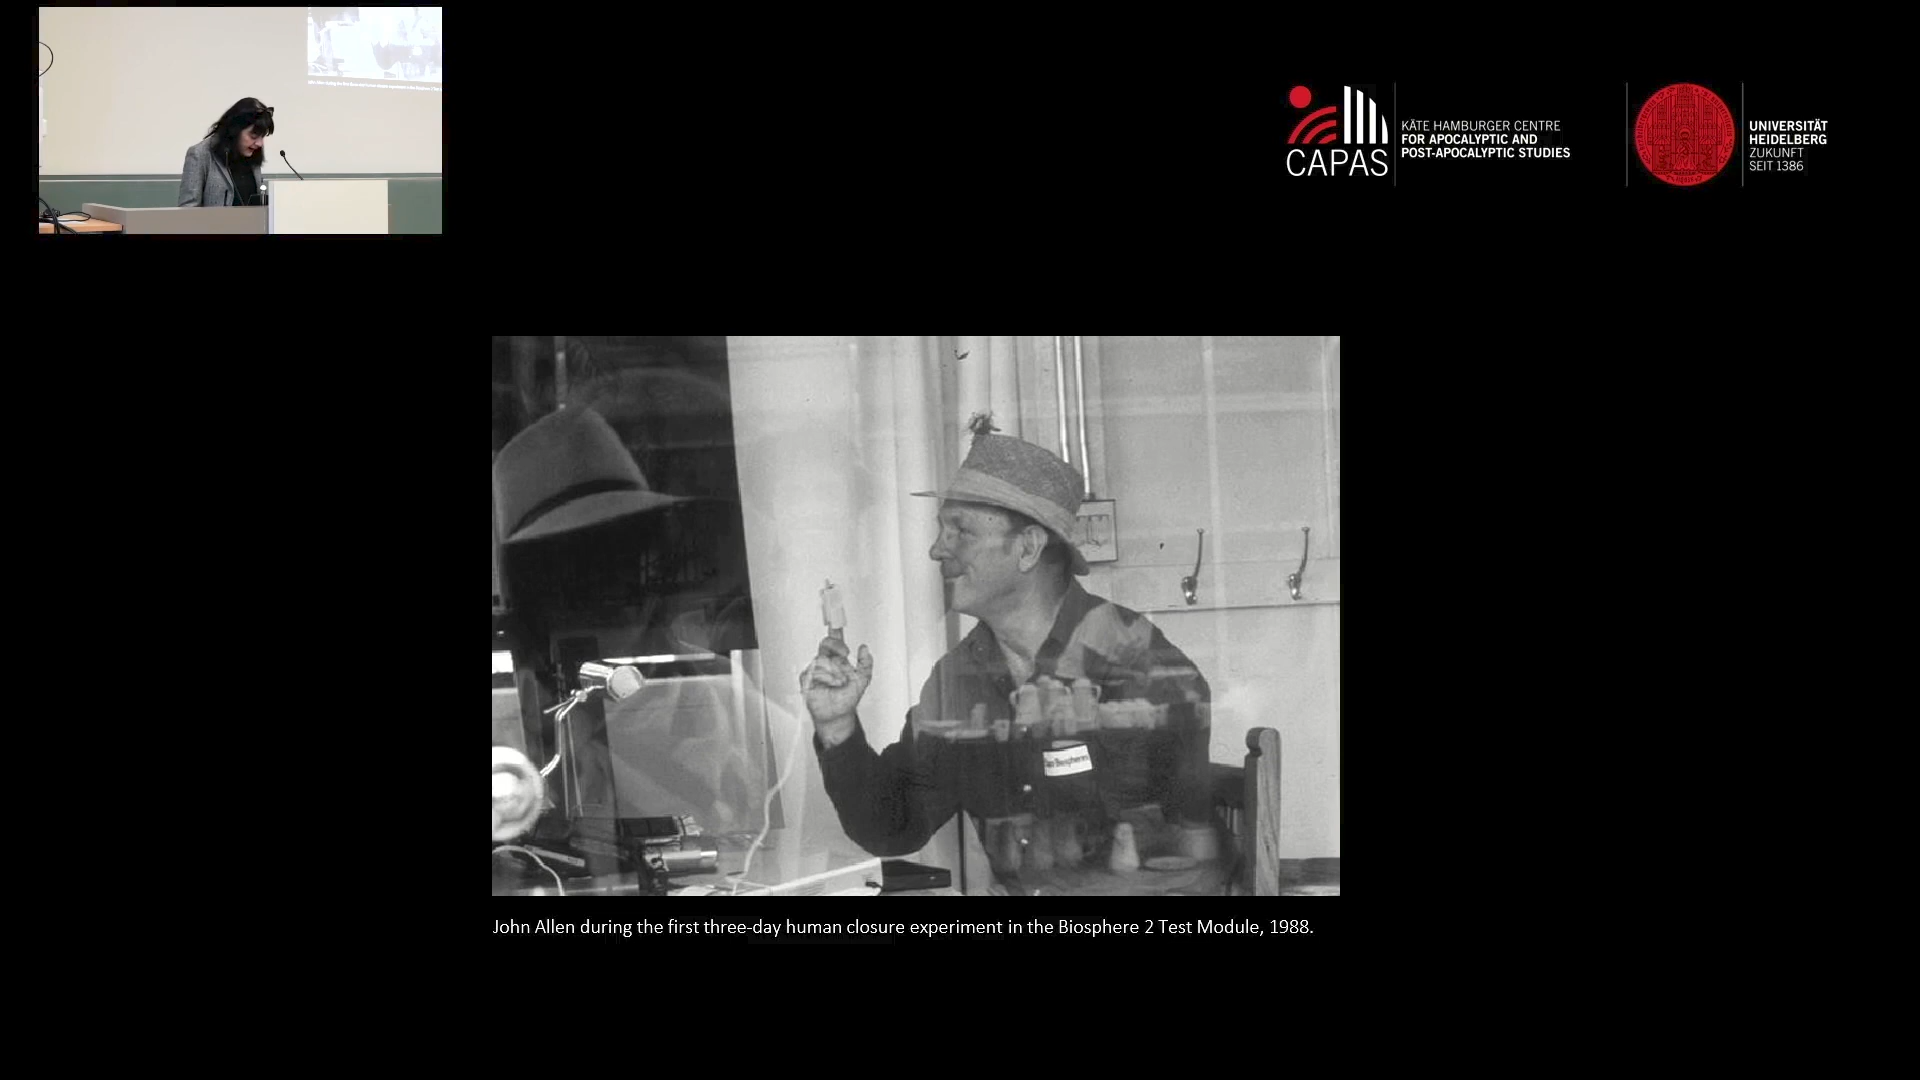 CAPAS
KÄTE HAMBURGER CENTRE
FOR APOCALYPTIC AND
POST-APOCALYPTIC STUDIES
UNIVERSITÄT
HEIDELBERG
ZUKUNFT
SEIT 1386
John Allen during the first three-day human closure experiment in the Biosphere 2 Test Module, 1988.